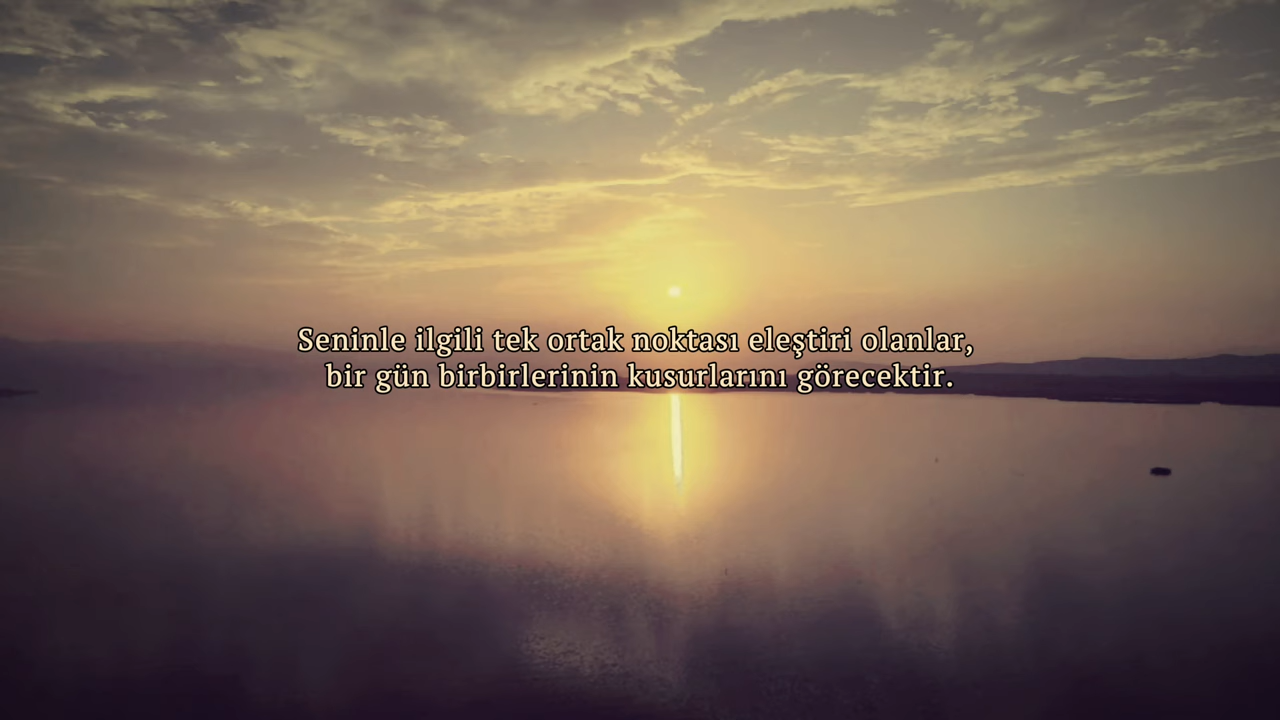 Seninle ilgili tek ortak noktası eleştiri olanlar,
bir gün birbirlerinin kusurlarını görecektir.